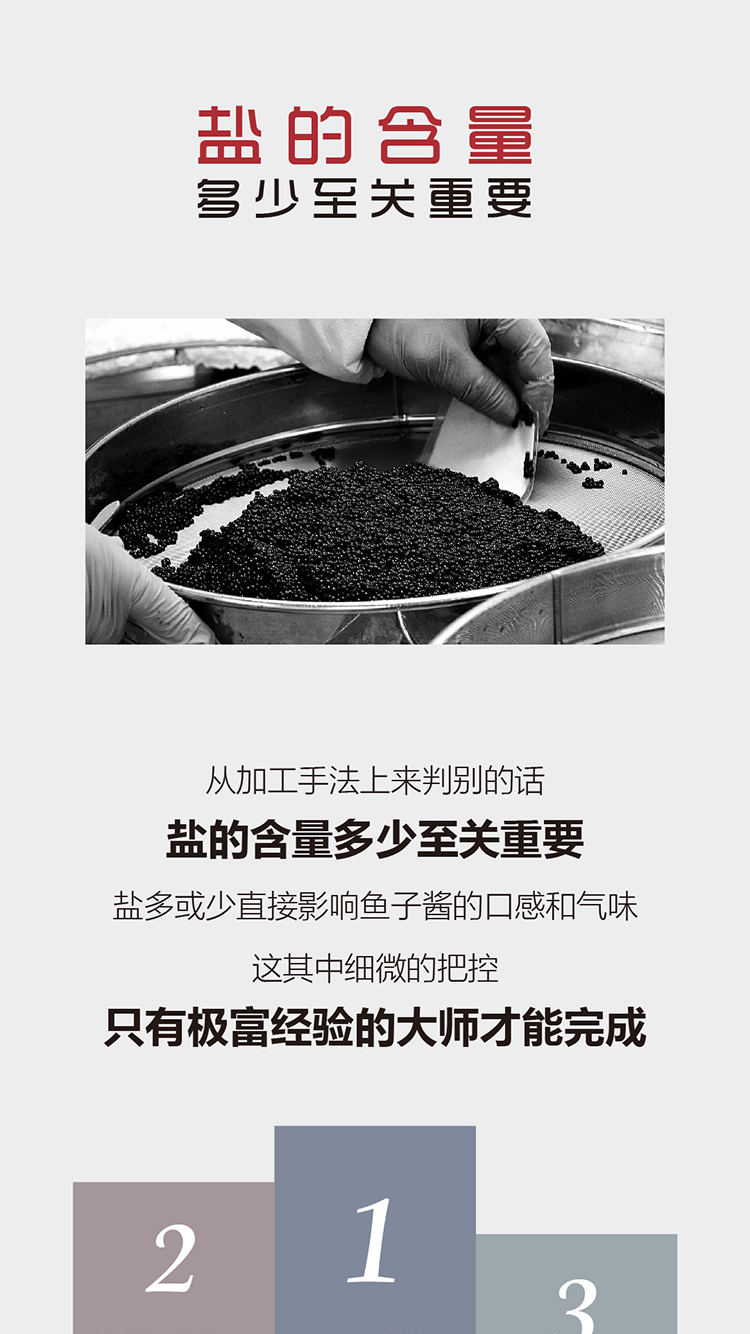 盐的含量
多少至关重要
从加工手法上来判别的话
盐的含量多少至关重要
盐多或少直接影响鱼子酱的口感和气味
这其中细微的把控
只有极富经验的大师才能完成
1
2
3